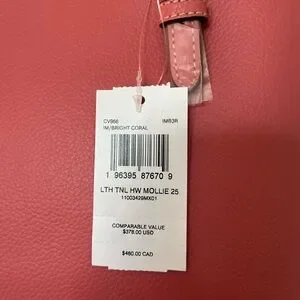 CV966 IMB3R
IM/BRIGHT CORAL
1 96395 87670 9
LTH TNL HW MOLLIE 25
11003429MX01
COMPARABLE VALUE
$378.00 USD
$460.00 CAD